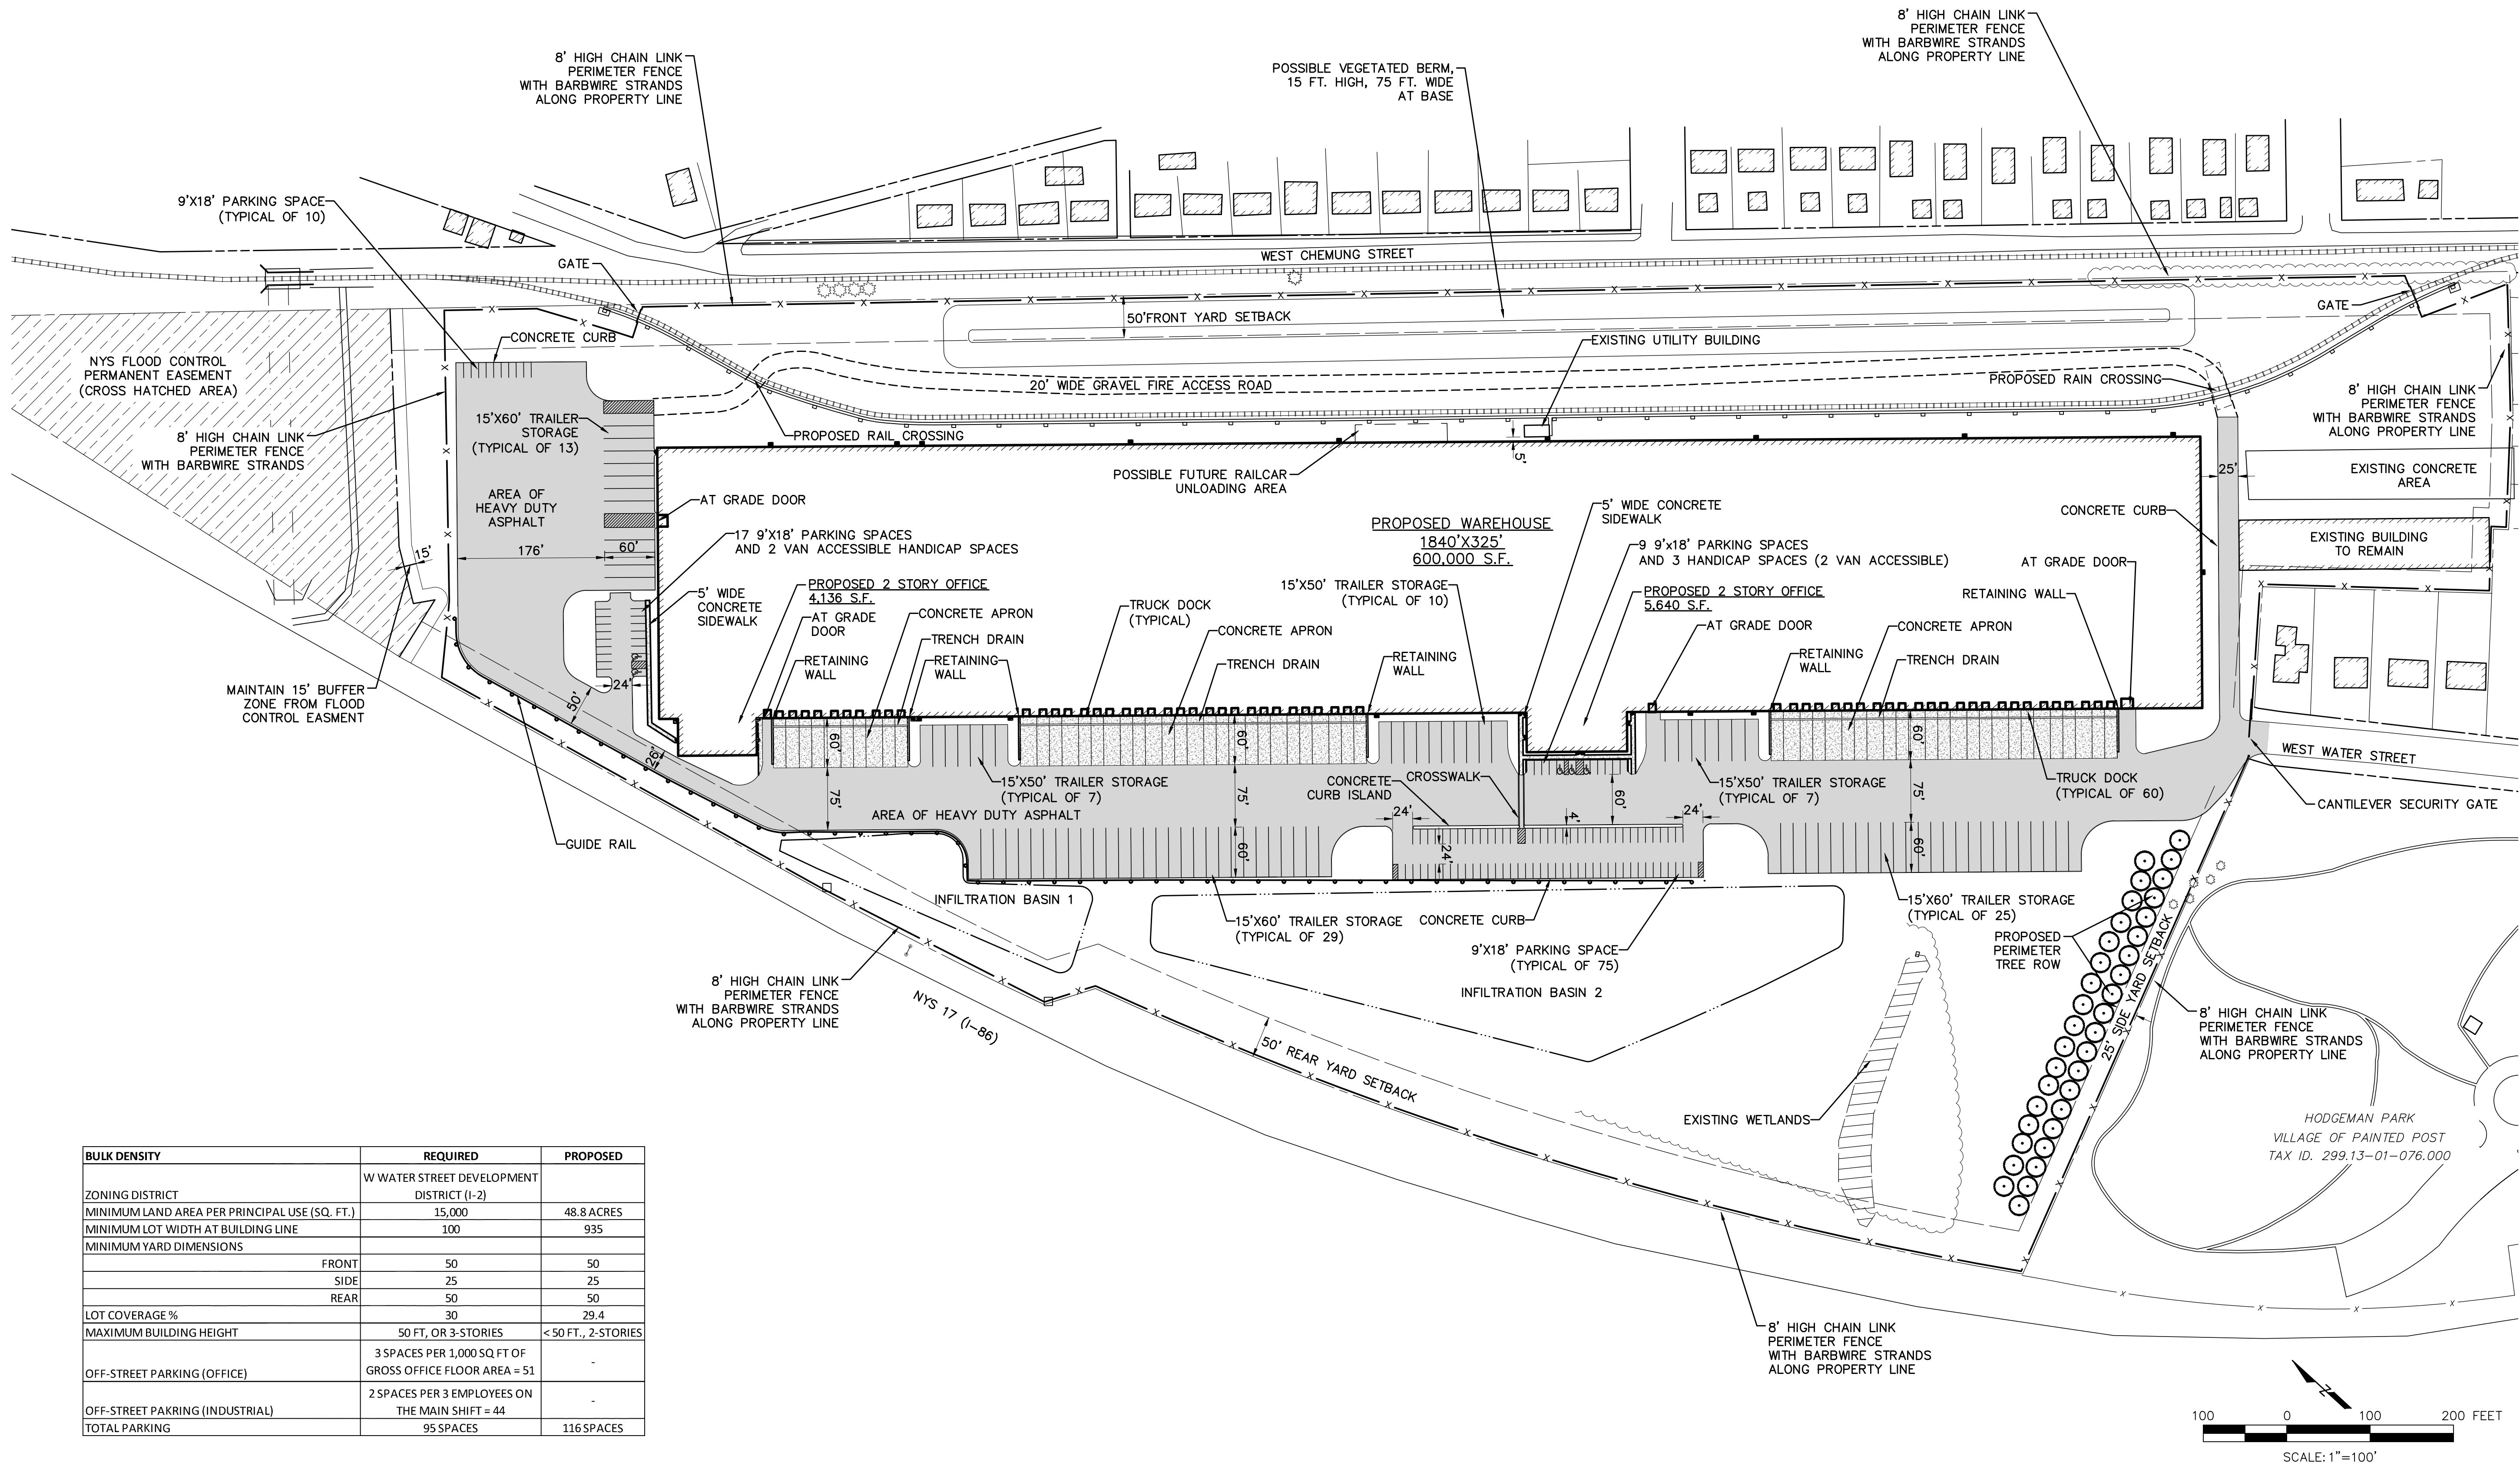 8' HIGH CHAIN LINK
PERIMETER FENCE
WITH BARBWIRE STRANDS
ALONG PROPERTY LINE
8' HIGH CHAIN LINK
PERIMETER FENCE
WITH BARBWIRE STRANDS
ALONG PROPERTY LINE
POSSIBLE VEGETATED BERM,
15 FT. HIGH, 75 FT. WIDE
AT BASE
9'X18' PARKING SPACE
(TYPICAL OF 10)
GATE
WEST CHEMUNG STREET
GATE
50'FRONT YARD SETBACK
CONCRETE CURB
EXISTING UTILITY BUILDING
NYS FLOOD CONTROL
PERMANENT EASEMENT
(CROSS HATCHED AREA)
20' WIDE GRAVEL FIRE ACCESS ROAD
PROPOSED RAIN CROSSING
8' HIGH CHAIN LINK
PERIMETER FENCE
WITH BARBWIRE STRANDS
ALONG PROPERTY LINE
15'X60' TRAILER
STORAGE
(TYPICAL OF 13)
8' HIGH CHAIN LINK
PERIMETER FENCE
WITH BARBWIRE STRANDS
PROPOSED RAIL CROSSING
5'
POSSIBLE FUTURE RAILCAR
UNLOADING AREA
25'
EXISTING CONCRETE
AREA
AREA OF
HEAVY DUTY
ASPHALT
AT GRADE DOOR
5' WIDE CONCRETE
SIDEWALK
CONCRETE CURB
PROPOSED WAREHOUSE
1840'X325'
600,000 S.F.
17 9'X18' PARKING SPACES
AND 2 VAN ACCESSIBLE HANDICAP SPACES
9 9'x18' PARKING SPACES
AND 3 HANDICAP SPACES (2 VAN ACCESSIBLE)
EXISTING BUILDING
TO REMAIN
15'
176'
60'
AT GRADE DOOR
5' WIDE
CONCRETE
SIDEWALK
PROPOSED 2 STORY OFFICE
4,136 S.F.
15'X50' TRAILER STORAGE
(TYPICAL OF 10)
PROPOSED 2 STORY OFFICE
5,640 S.F.
RETAINING WALL
AT GRADE
DOOR
CONCRETE APRON
TRUCK DOCK
(TYPICAL)
CONCRETE APRON
AT GRADE DOOR
CONCRETE APRON
TRENCH DRAIN
RETAINING
WALL
RETAINING
WALL
TRENCH DRAIN
RETAINING
WALL
RETAINING
WALL
TRENCH DRAIN
MAINTAIN 15' BUFFER
ZONE FROM FLOOD
CONTROL EASMENT
24'
50'
26'
60'
60'
60'
WEST WATER STREET
15'X50' TRAILER STORAGE
(TYPICAL OF 7)
CONCRETE
CURB ISLAND
CROSSWALK
60'
15'X50' TRAILER STORAGE
(TYPICAL OF 7)
TRUCK DOCK
(TYPICAL OF 60)
75'
75'
75'
AREA OF HEAVY DUTY ASPHALT
24'
4'
24'
CANTILEVER SECURITY GATE
GUIDE RAIL
60'
24'
60'
INFILTRATION BASIN 1
15'X60' TRAILER STORAGE
(TYPICAL OF 29)
CONCRETE CURB
15'X60' TRAILER STORAGE
(TYPICAL OF 25)
9'X18' PARKING SPACE
(TYPICAL OF 75)
PROPOSED
PERIMETER
TREE ROW
INFILTRATION BASIN 2
8' HIGH CHAIN LINK
PERIMETER FENCE
WITH BARBWIRE STRANDS
ALONG PROPERTY LINE
NYS 17 (I-86)
25' SIDE YARD SETBACK
8' HIGH CHAIN LINK
PERIMETER FENCE
WITH BARBWIRE STRANDS
ALONG PROPERTY LINE
50' REAR YARD SETBACK
EXISTING WETLANDS
HODGEMAN PARK
VILLAGE OF PAINTED POST
TAX ID. 299.13-01-076.000
BULK DENSITY REQUIRED PROPOSED
W WATER STREET DEVELOPMENT
ZONING DISTRICT DISTRICT (I-2)
MINIMUM LAND AREA PER PRINCIPAL USE (SQ. FT.) 15,000 48.8 ACRES
MINIMUM LOT WIDTH AT BUILDING LINE 100 935
MINIMUM YARD DIMENSIONS
FRONT 50 50
SIDE 25 25
REAR 50 50
LOT COVERAGE % 30 29.4
MAXIMUM BUILDING HEIGHT 50 FT, OR 3-STORIES < 50 FT., 2-STORIES
3 SPACES PER 1,000 SQ FT OF
OFF-STREET PARKING (OFFICE) GROSS OFFICE FLOOR AREA = 51 -
2 SPACES PER 3 EMPLOYEES ON
OFF-STREET PAKRING (INDUSTRIAL) THE MAIN SHIFT = 44 -
TOTAL PARKING 95 SPACES 116 SPACES
8' HIGH CHAIN LINK
PERIMETER FENCE
WITH BARBWIRE STRANDS
ALONG PROPERTY LINE
N
100 0 100 200 FEET
SCALE: 1"=100'